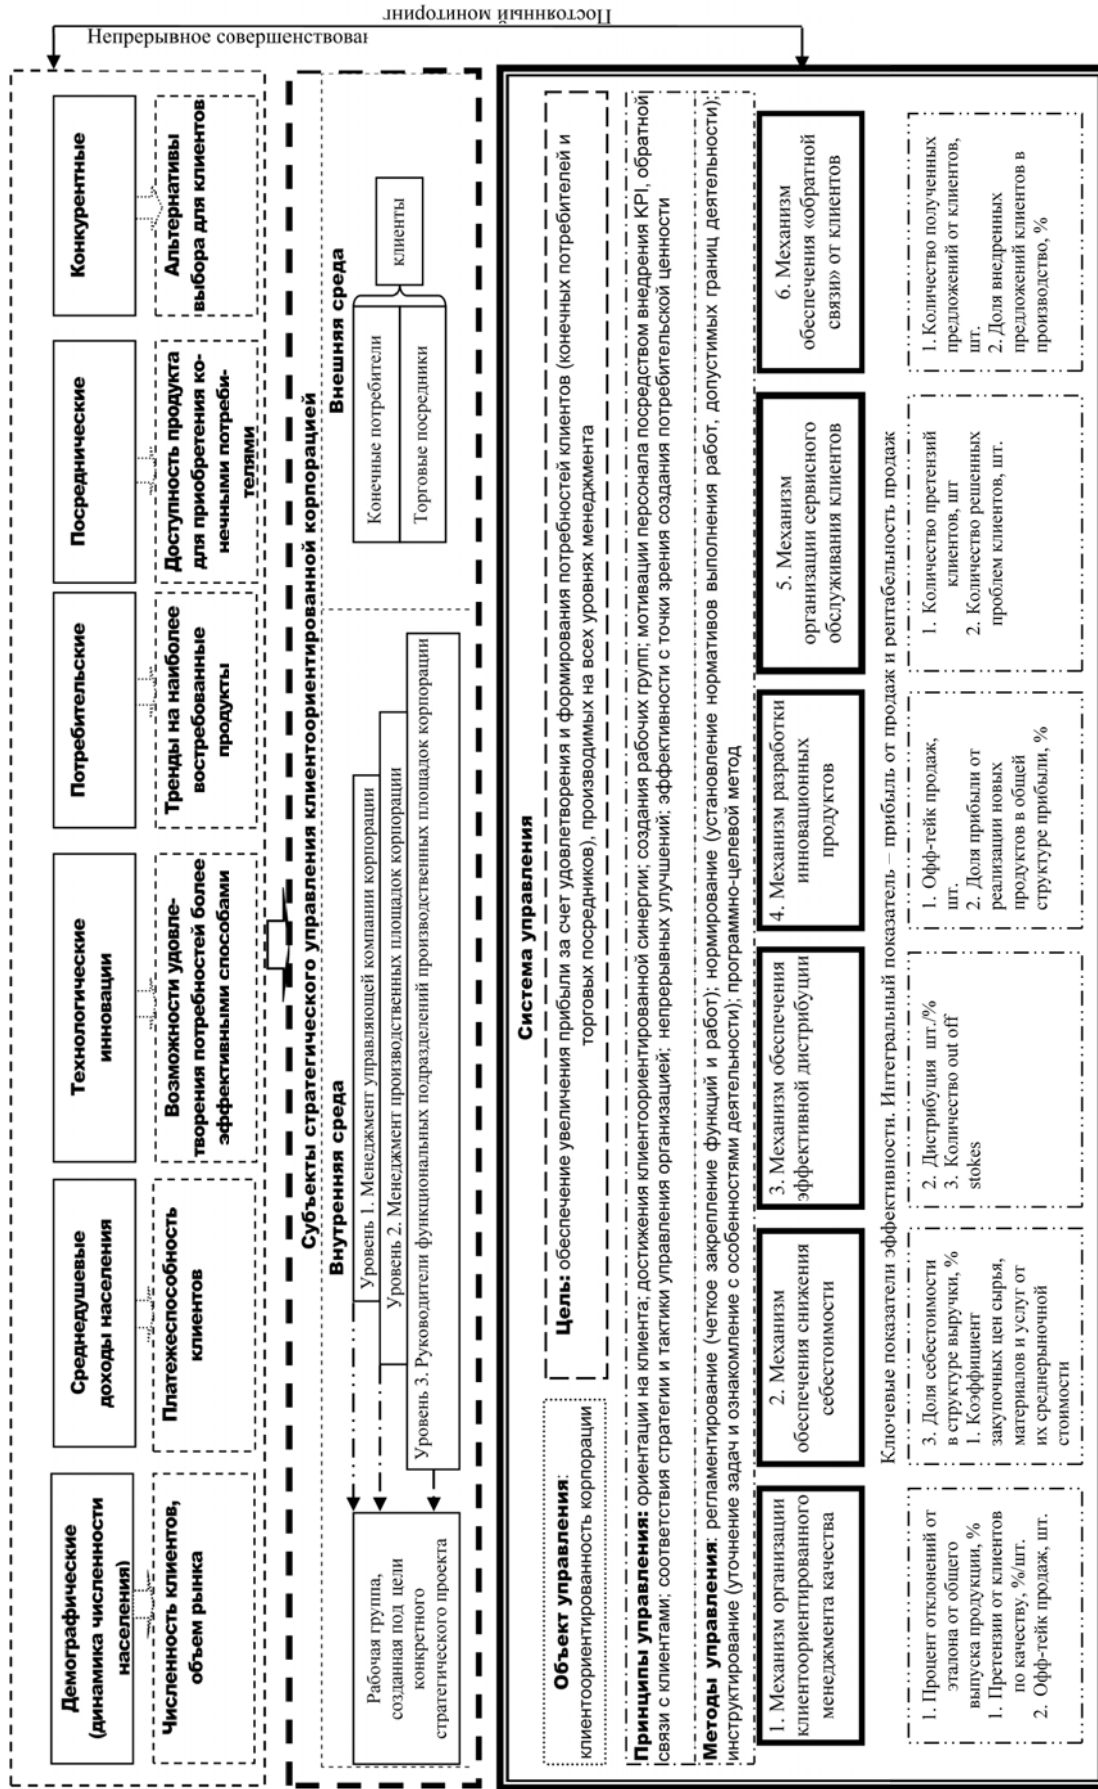 Демографические
(динамика численности
населения)
Среднедушевые
доходы населения
Технологические
инновации
Потребительские
Посреднические
Конкурентные
Численность клиентов,
объем рынка
Платежеспособность
клиентов
Возможности удовле-
творения потребностей более
эффективными способами
Тренды на наиболее
востребованные
продукты
Доступность продукта
для приобретения ко-
нечными потреби-
телями
Альтернативы
выбора для клиентов
Непрерывное совершенствован
Постоянный мониторинг
Субъекты стратегического управления клиентоориентированной корпорацией
Внутренняя среда
Внешняя среда
Рабочая группа,
созданная под цели
конкретного
стратегического проекта
Уровень 1. Менеджмент управляющей компании корпорации
Уровень 2. Менеджмент производственных площадок корпорации
Уровень 3. Руководители функциональных подразделений производственных площадок корпорации
Конечные потребители
Торговые посредники
клиенты
Система управления
Объект управления:
клиентоориентированность корпорации
Цель: обеспечение увеличения прибыли за счет удовлетворения и формирования потребностей клиентов (конечных потребителей и
торговых посредников), производимых на всех уровнях менеджмента
Принципы управления: ориентации на клиента; достижения клиентоориентированной синергии; создания рабочих групп; мотивации персонала посредством внедрения KPI, обратной
связи с клиентами; соответствия стратегии и тактики управления организацией; непрерывных улучшений; эффективности с точки зрения создания потребительской ценности
Методы управления: регламентирование (четкое закрепление функций и работ); нормирование (установление нормативов выполнения работ, допустимых границ деятельности);
инструктирование (уточнение задач и ознакомление с особенностями деятельности); программно-целевой метод
1. Механизм организации
клиентоориентированного
менеджмента качества
2. Механизм
обеспечения снижения
себестоимости
3. Механизм обеспечения
эффективной дистрибуции
4. Механизм разработки
инновационных
продуктов
5. Механизм
организации сервисного
обслуживания клиентов
6. Механизм
обеспечения «обратной
связи» от клиентов
Ключевые показатели эффективности. Интегральный показатель – прибыль от продаж и рентабельность продаж
1. Процент отклонений от
эталона от общего
выпуска продукции, %
1. Претензии от клиентов
по качеству, %/шт.
2. Офф-тейк продаж, шт.
3. Доля себестоимости
в структуре выручки, %
1. Коэффициент
закупочных цен сырья,
материалов и услуг от
их среднерыночной
стоимости
2. Дистрибуция шт./%
3. Количество out off
stokes
1. Офф-тейк продаж,
шт.
2. Доля прибыли от
реализации новых
продуктов в общей
структуре прибыли, %
1. Количество претензий
клиентов, шт
2. Количество решенных
проблем клиентов, шт.
1. Количество полученных
предложений от клиентов,
шт.
2. Доля внедренных
предложений клиентов в
производство, %